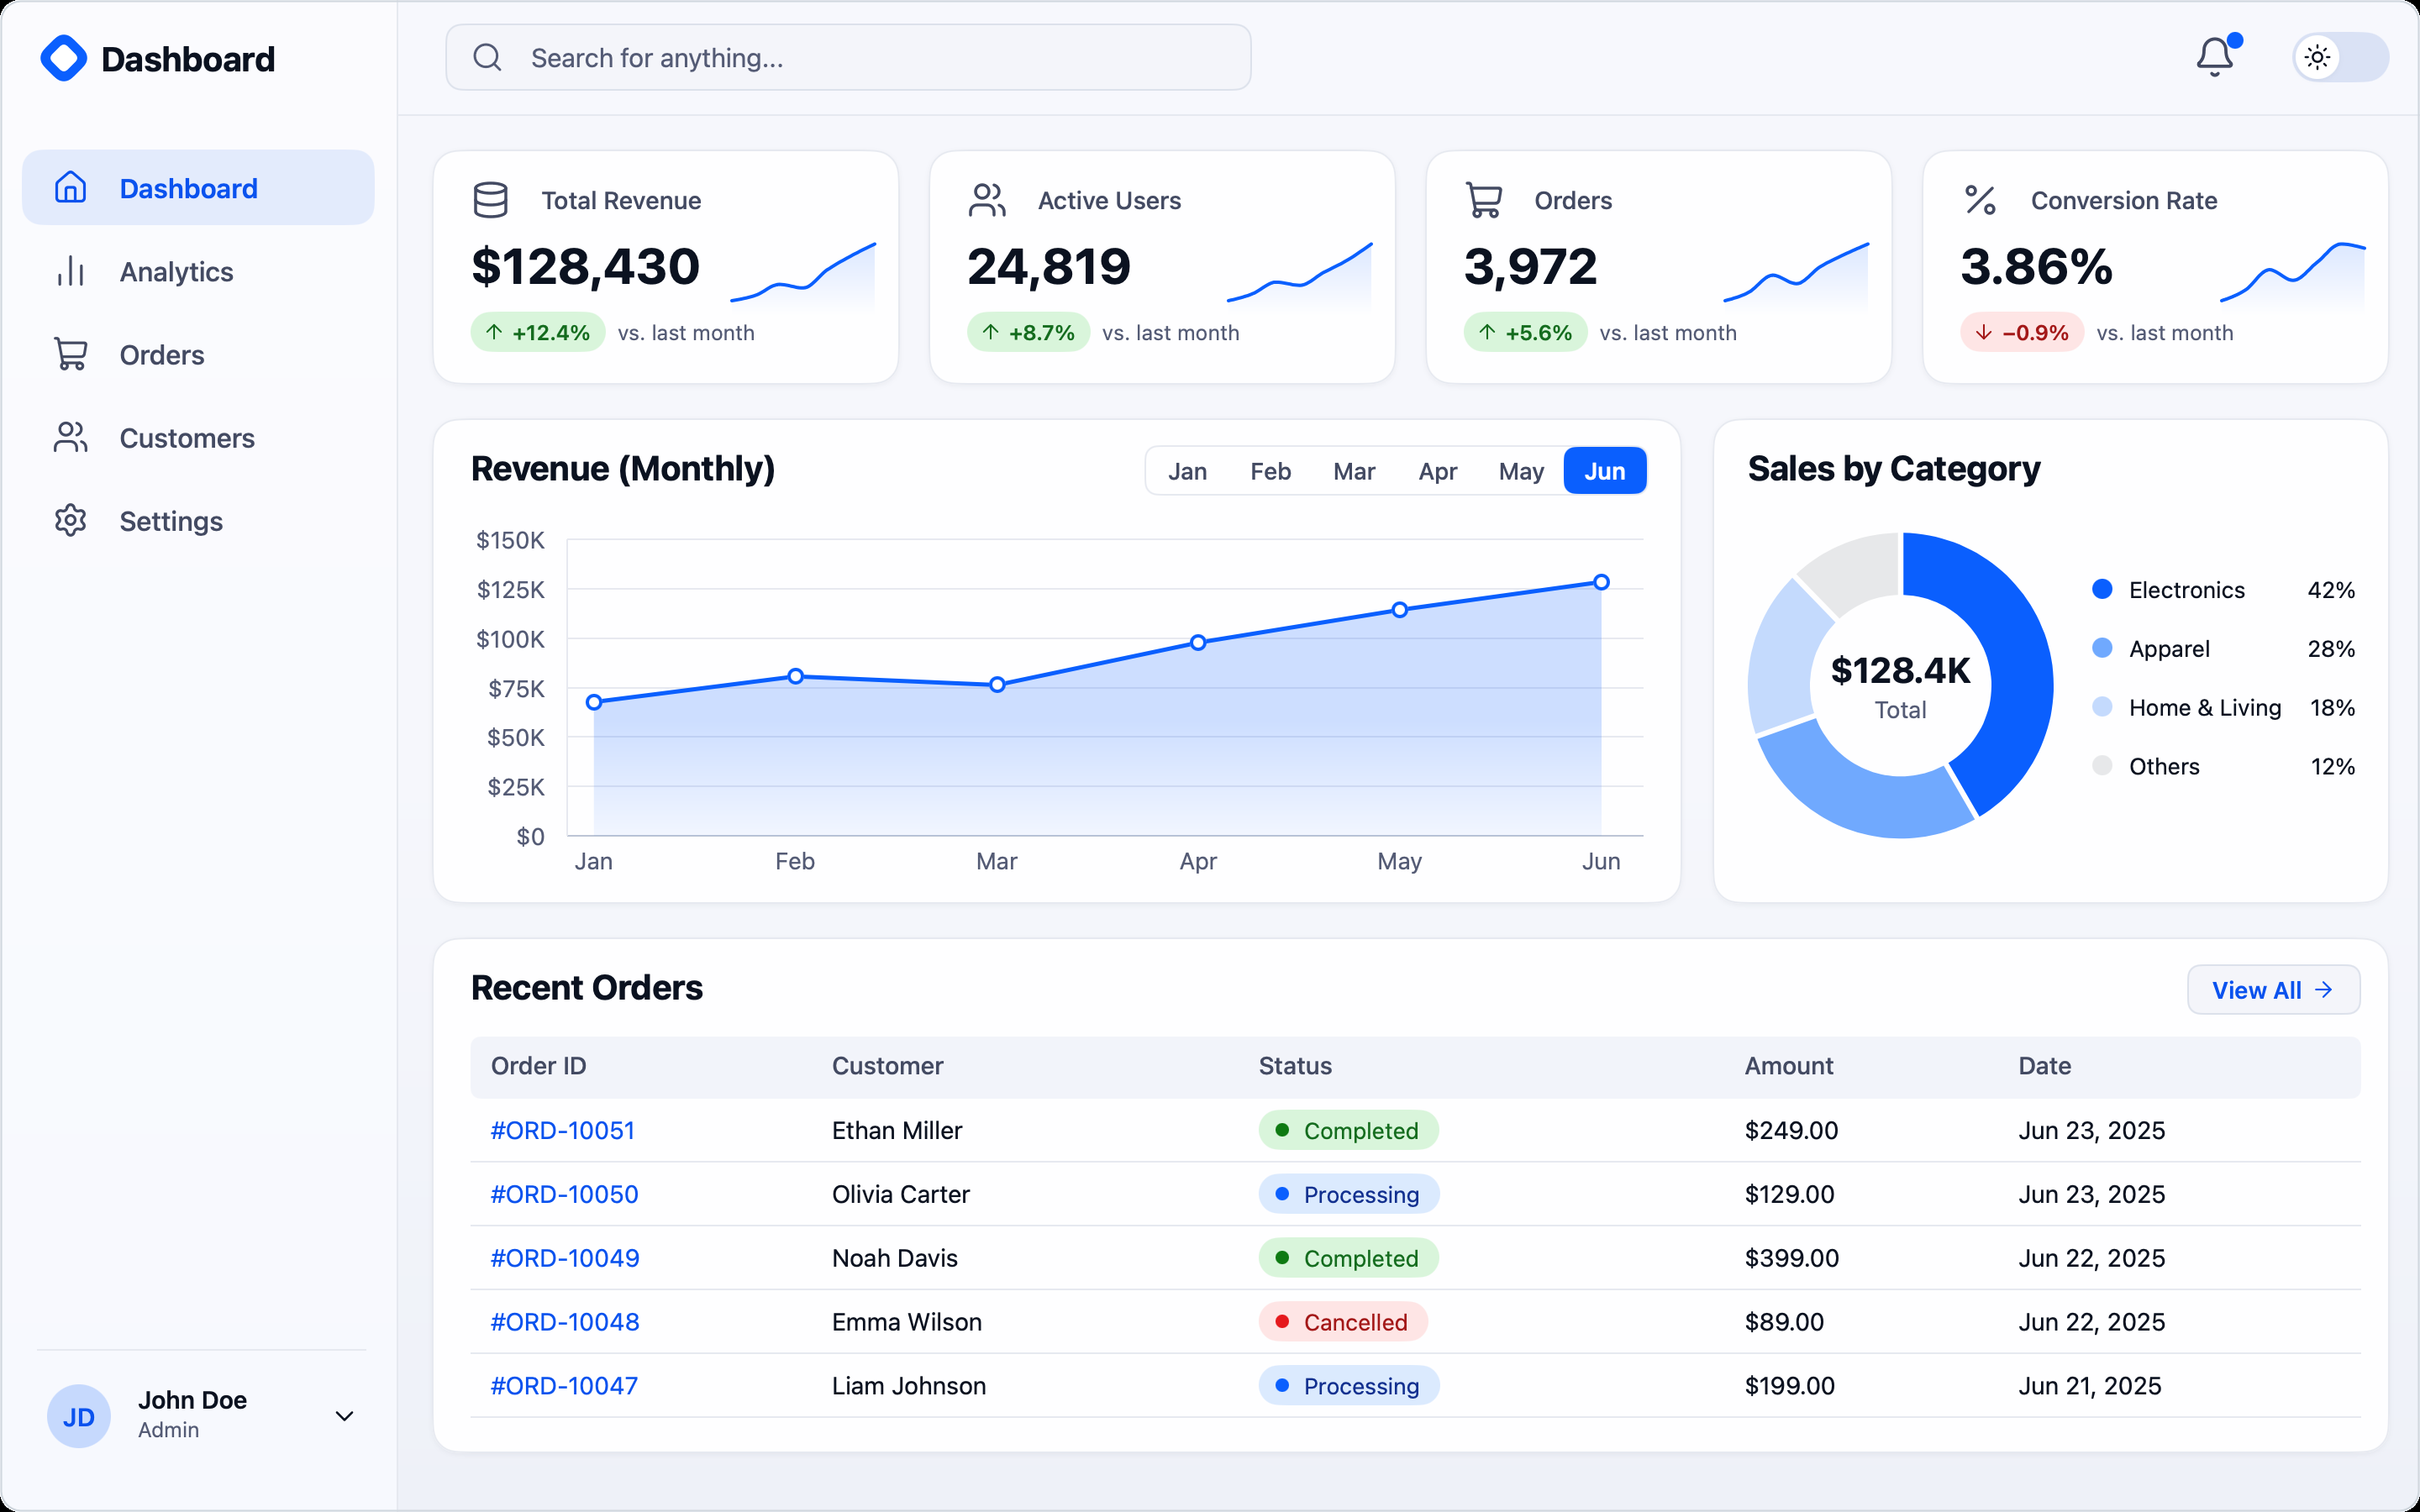 Dashboard
Search for anything...
Dashboard
Analytics
Orders
Customers
Settings
John Doe
Admin
JD
Total Revenue
$128,430
+12.4% vs. last month
Active Users
24,819
+8.7% vs. last month
Orders
3,972
+5.6% vs. last month
Conversion Rate
3.86%
−0.9% vs. last month
Revenue (Monthly)
Jan Feb Mar Apr May Jun
$150K
$125K
$100K
$75K
$50K
$25K
$0
Jan Feb Mar Apr May Jun
Sales by Category
$128.4K
Total
Electronics 42%
Apparel 28%
Home & Living 18%
Others 12%
Recent Orders
View All
Order ID Customer Status Amount Date
#ORD-10051 Ethan Miller Completed $249.00 Jun 23, 2025
#ORD-10050 Olivia Carter Processing $129.00 Jun 23, 2025
#ORD-10049 Noah Davis Completed $399.00 Jun 22, 2025
#ORD-10048 Emma Wilson Cancelled $89.00 Jun 22, 2025
#ORD-10047 Liam Johnson Processing $199.00 Jun 21, 2025